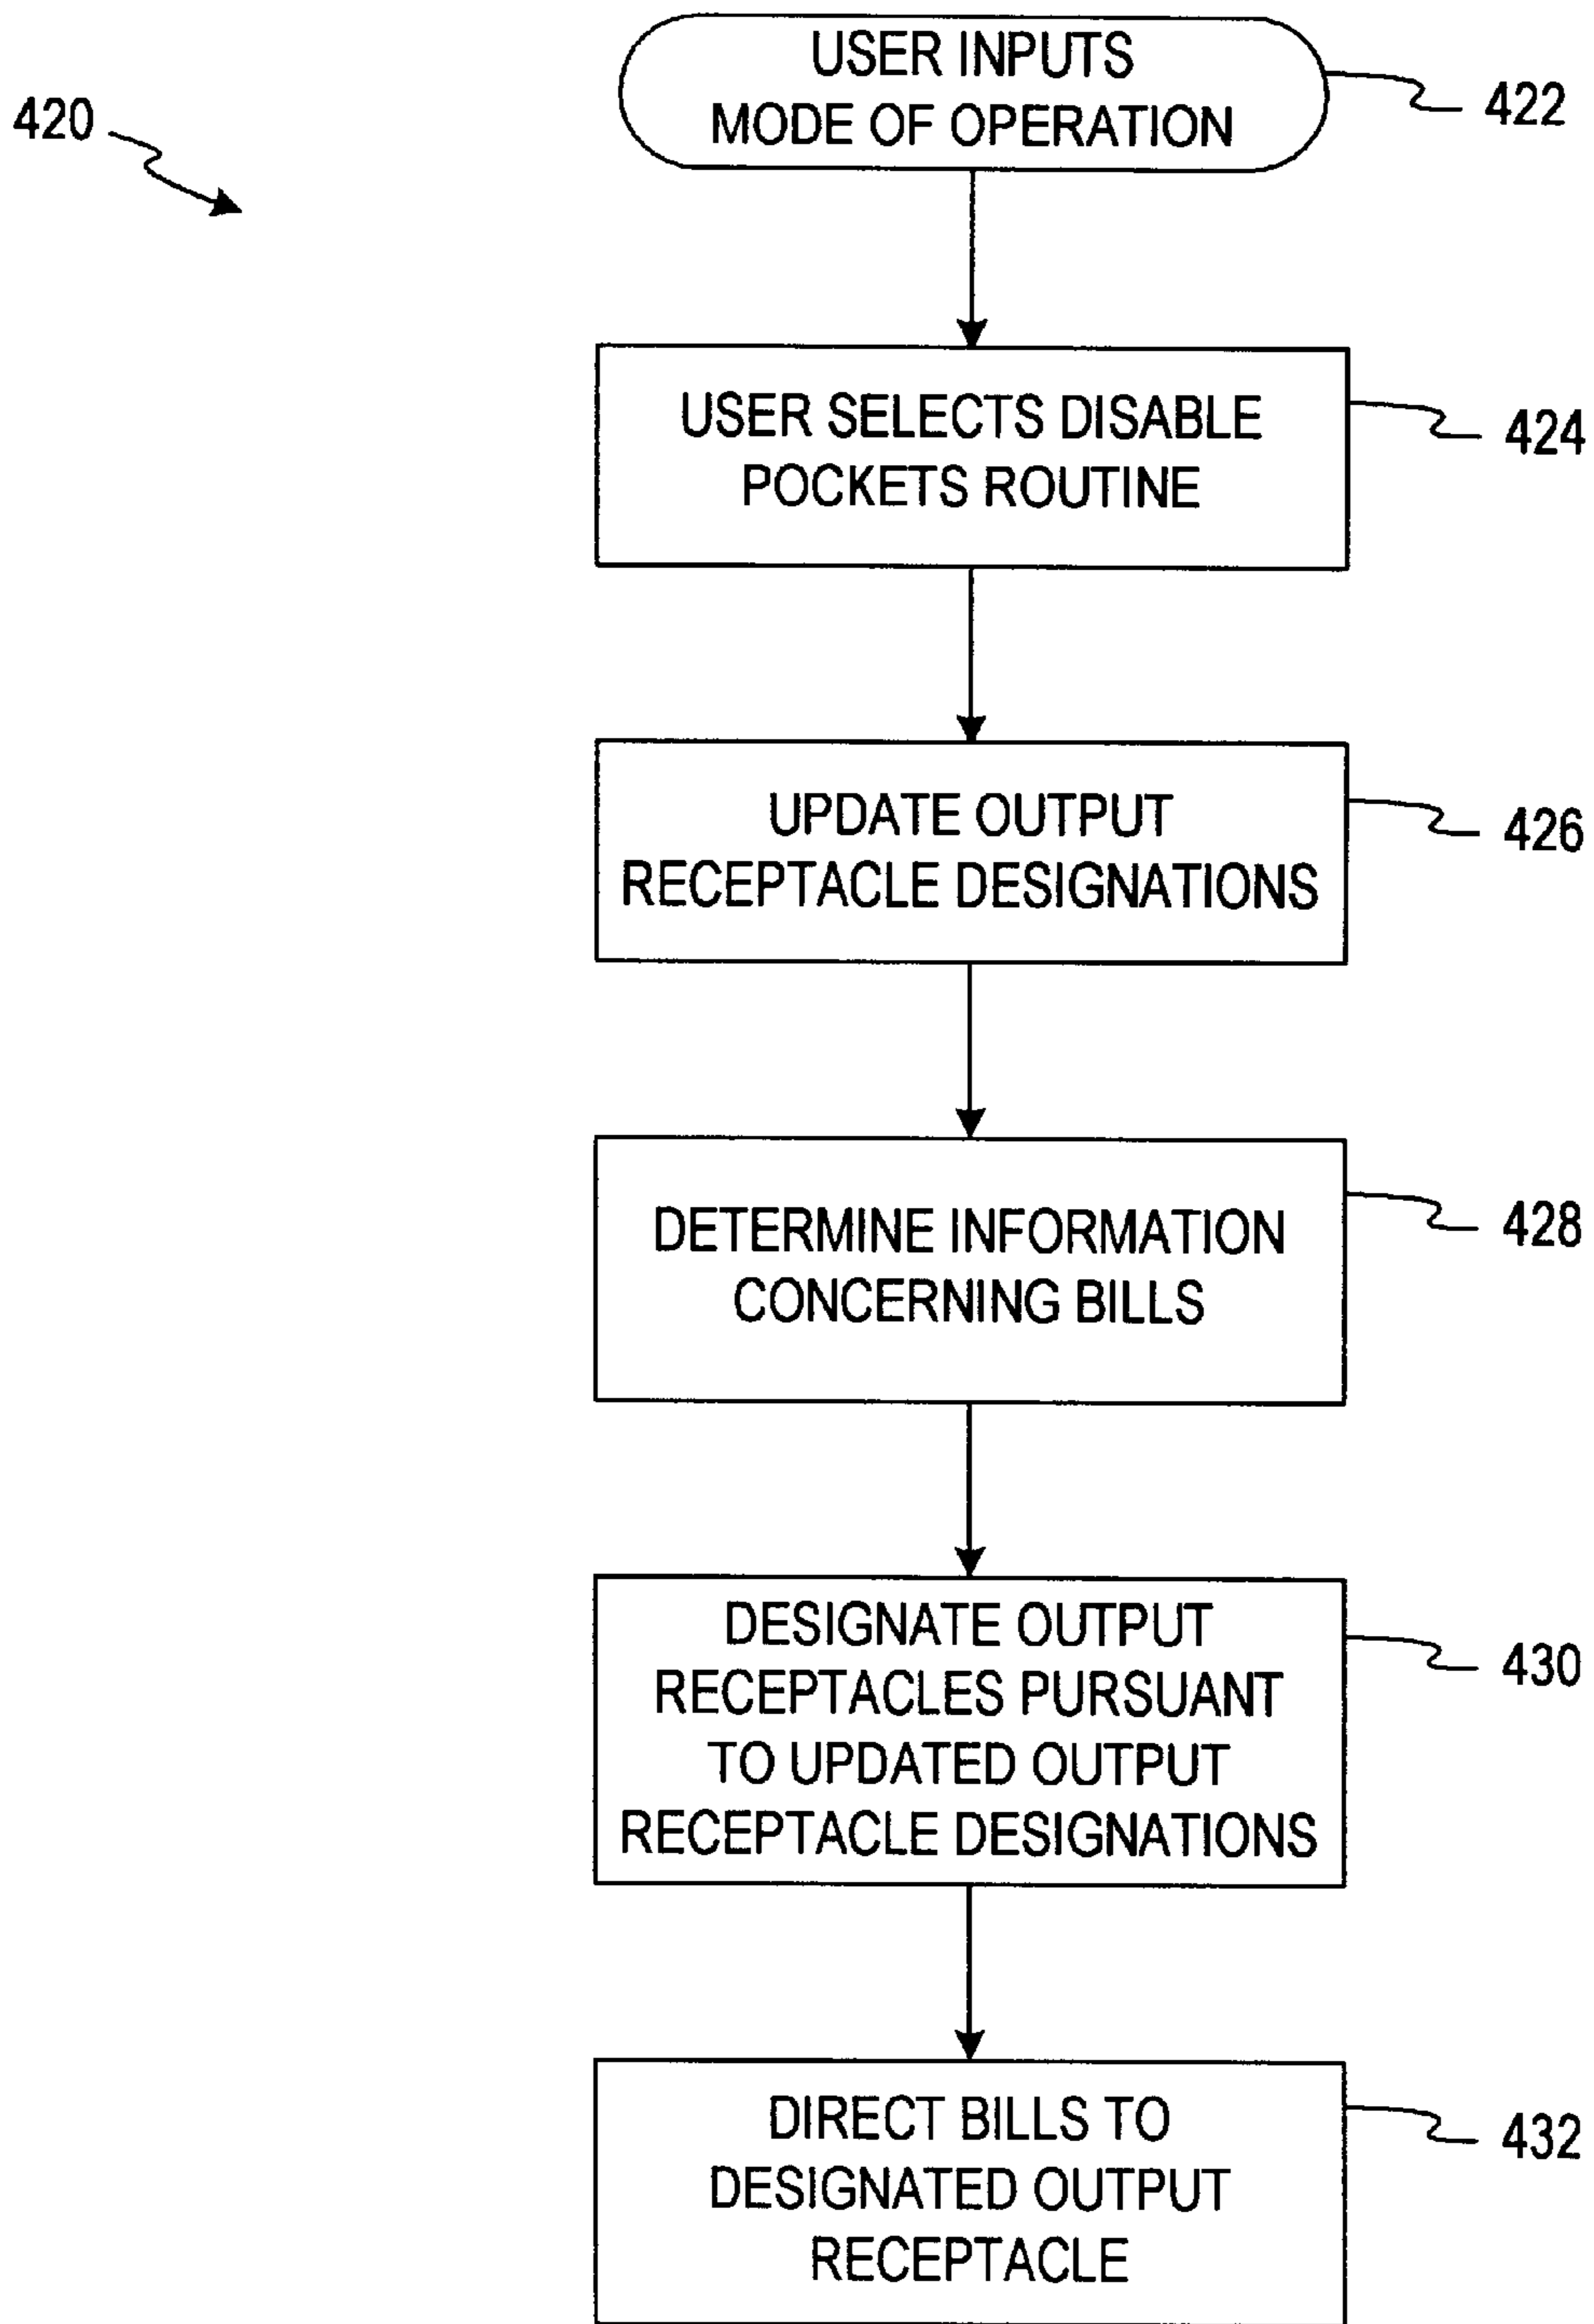 USER INPUTS
MODE OF OPERATION
422
420
USER SELECTS DISABLE
POCKETS ROUTINE
424
UPDATE OUTPUT
RECEPTACLE DESIGNATIONS
426
DETERMINE INFORMATION
CONCERNING BILLS
428
DESIGNATE OUTPUT
RECEPTACLES PURSUANT
TO UPDATED OUTPUT
RECEPTACLE DESIGNATIONS
430
DIRECT BILLS TO
DESIGNATED OUTPUT
RECEPTACLE
432